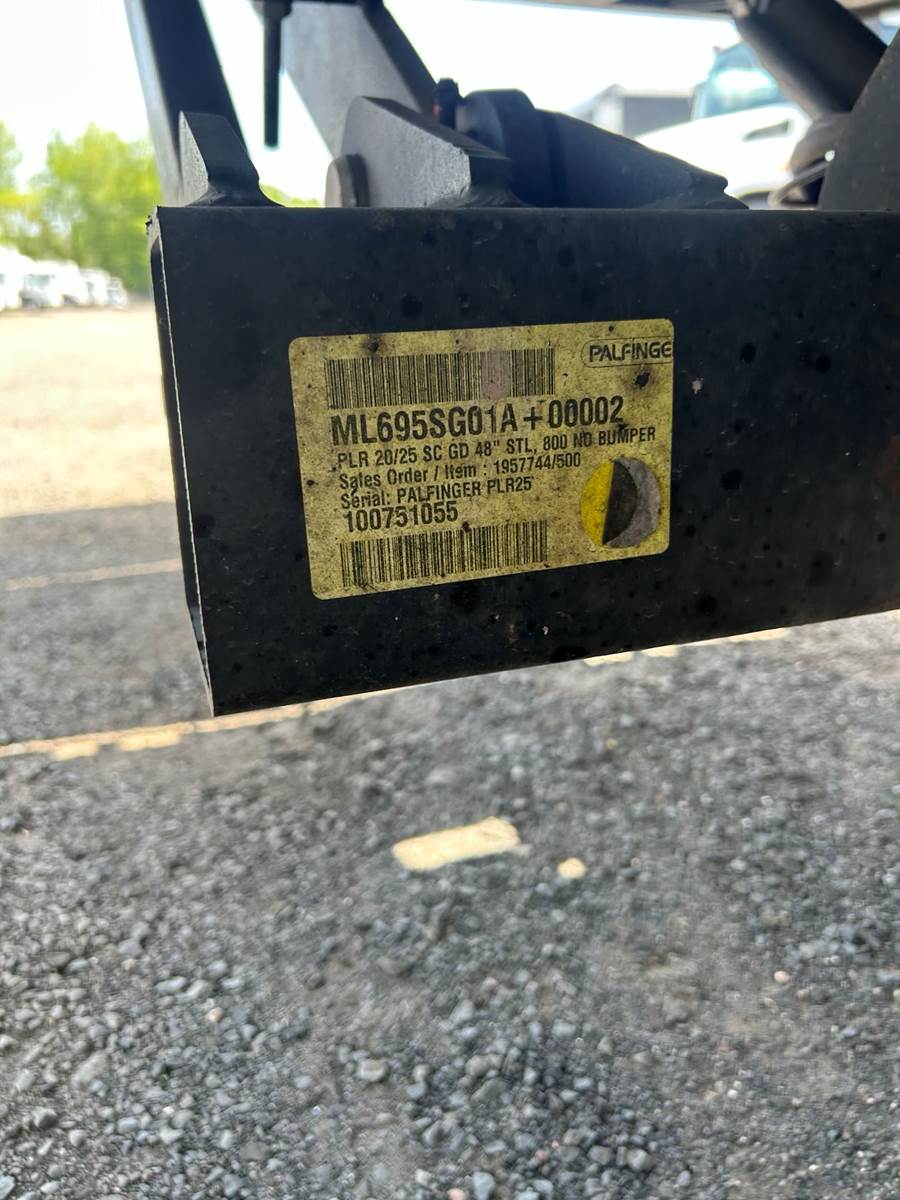 PALFINGE
ML695SG01A+00002
PLR 20/25 SC GD 48" STL, 800 NO BUMPER
Sales Order / Item : 1957744/500
Serial: PALFINGER PLR25
100751055